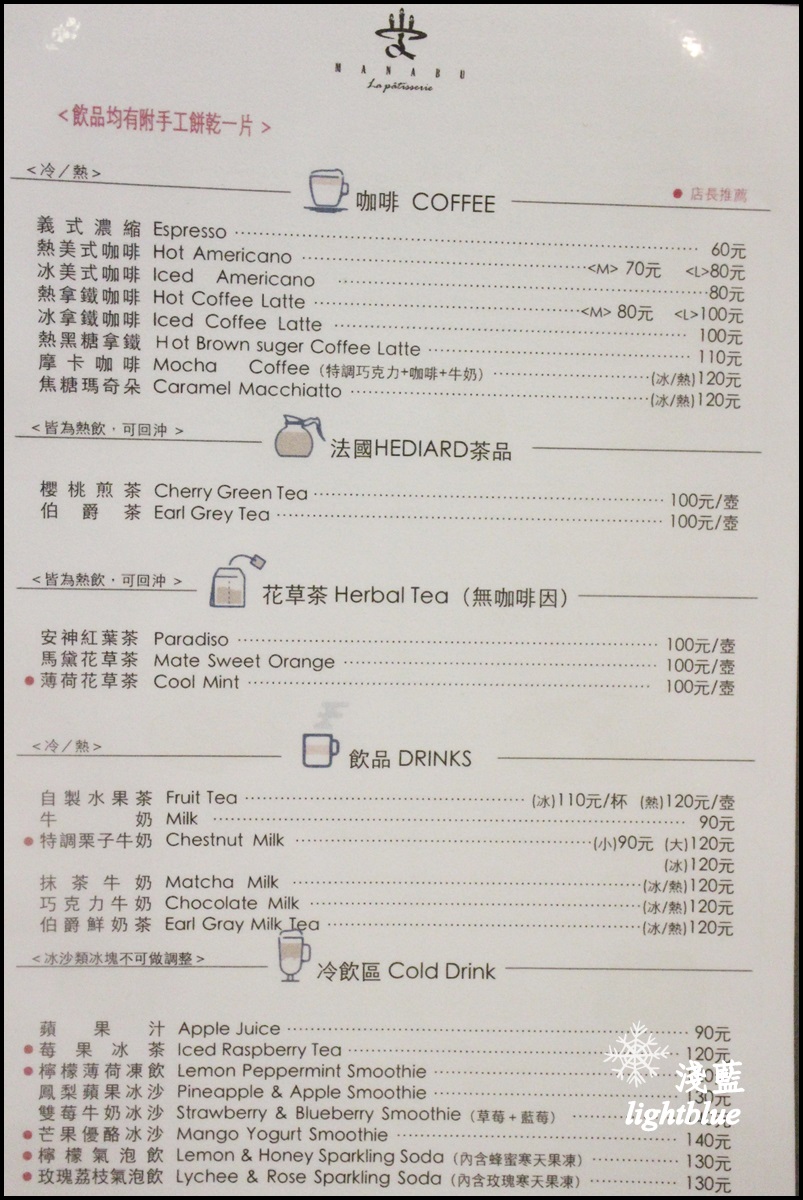 MANABU
La pâtisserie
<飲品均有附手工餅乾一片>
<冷／熱>
咖啡 COFFEE
● 店長推薦
義式濃縮 Espresso 60元
熱美式咖啡 Hot Americano <M> 70元 <L>80元
冰美式咖啡 Iced Americano 80元
熱拿鐵咖啡 Hot Coffee Latte <M> 80元 <L>100元
冰拿鐵咖啡 Iced Coffee Latte 100元
熱黑糖拿鐵 Hot Brown suger Coffee Latte 110元
摩卡咖啡 Mocha Coffee (特調巧克力+咖啡+牛奶) (冰/熱)120元
焦糖瑪奇朵 Caramel Macchiatto (冰/熱)120元
<皆為熱飲，可回沖>
法國HEDIARD茶品
櫻桃煎茶 Cherry Green Tea 100元/壺
伯爵茶 Earl Grey Tea 100元/壺
<皆為熱飲，可回沖>
花草茶 Herbal Tea（無咖啡因）
安神紅葉茶 Paradiso 100元/壺
馬黛花草茶 Mate Sweet Orange 100元/壺
● 薄荷花草茶 Cool Mint 100元/壺
<冷／熱>
飲品 DRINKS
自製水果茶 Fruit Tea (冰)110元/杯 (熱)120元/壺
牛奶 Milk 90元
● 特調栗子牛奶 Chestnut Milk (小)90元 (大)120元
(冰)120元
抹茶牛奶 Matcha Milk (冰/熱)120元
巧克力牛奶 Chocolate Milk (冰/熱)120元
伯爵鮮奶茶 Earl Gray Milk Tea (冰/熱)120元
<冰沙類冰塊不可做調整>
冷飲區 Cold Drink
蘋果汁 Apple Juice 90元
● 莓果冰茶 Iced Raspberry Tea 120元
● 檸檬薄荷凍飲 Lemon Peppermint Smoothie
鳳梨蘋果冰沙 Pineapple & Apple Smoothie 130元
雙莓牛奶冰沙 Strawberry & Blueberry Smoothie (草莓+藍莓)
● 芒果優酪冰沙 Mango Yogurt Smoothie 140元
● 檸檬氣泡飲 Lemon & Honey Sparkling Soda (內含蜂蜜寒天果凍) 130元
● 玫瑰荔枝氣泡飲 Lychee & Rose Sparkling Soda (內含玫瑰寒天果凍) 130元
淺藍
lightblue